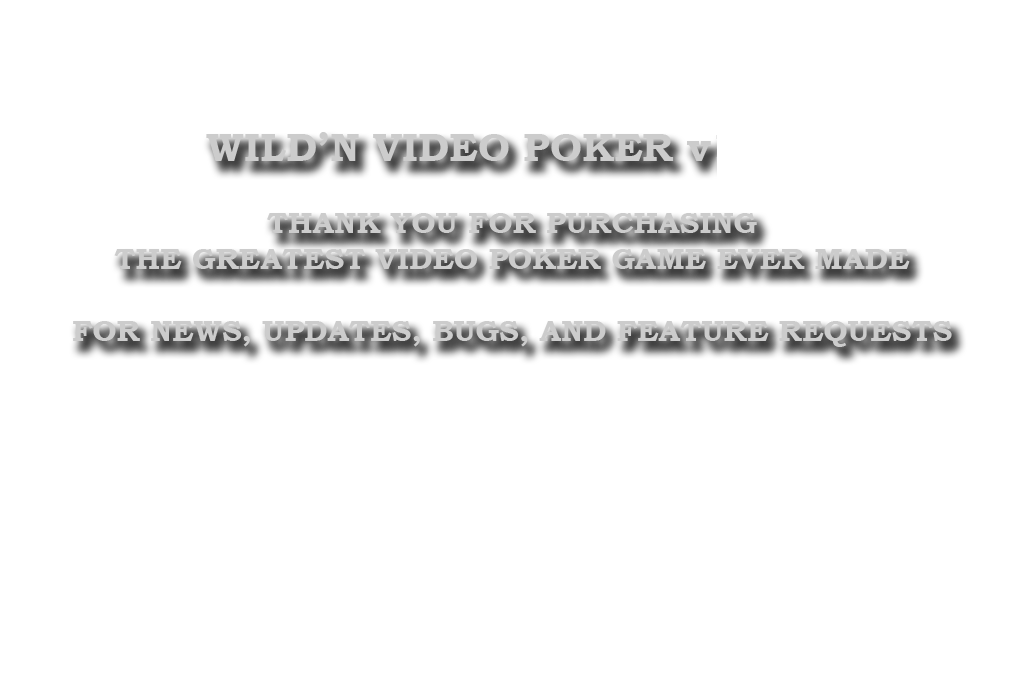 WILD’N VIDEO POKER v
THANK YOU FOR PURCHASING
THE GREATEST VIDEO POKER GAME EVER MADE
FOR NEWS, UPDATES, BUGS, AND FEATURE REQUESTS